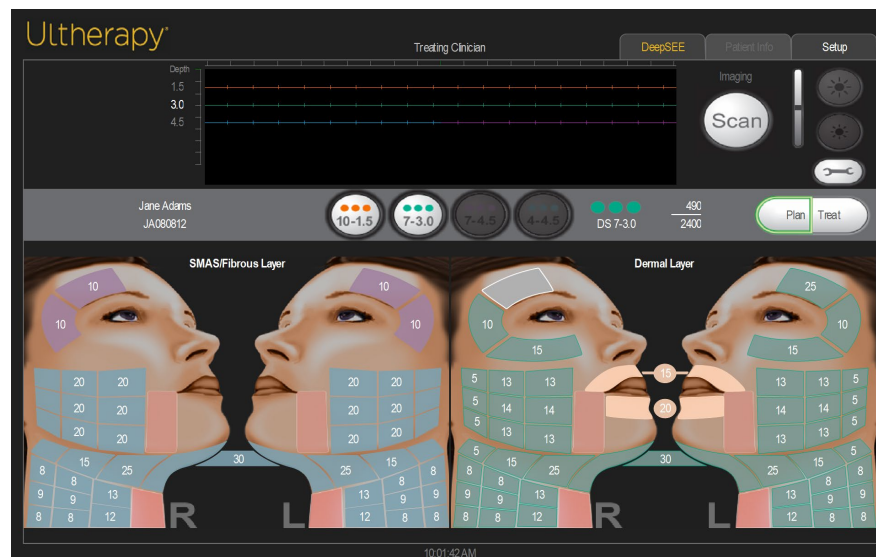 Ultherapy®
Treating Clinician
DeepSEE
Patient Info
Setup
Depth
1.5
3.0
4.5
Imaging
Scan
Jane Adams
JA080812
10-1.5
7-3.0
7-4.5
4-4.5
DS 7-3.0
490
2400
Plan
Treat
SMAS/Fibrous Layer
Dermal Layer
10 10 25
10 10 10 10
15 15
15
20 20 20 20 5 13 13 13 13 5
20 20 20 20 20 5 14 14 14 14 5
20 20 20 20 5 13 13 13 13 5
30 30
15 25 25 15 5 15 25 25 15 5
8 8 8 8 8 8 8 8
9 9 13 13 9 9 9 9 13 13 9 9
8 8 12 12 8 8 8 8 12 12 8 8
R L R L
10:01:42 AM